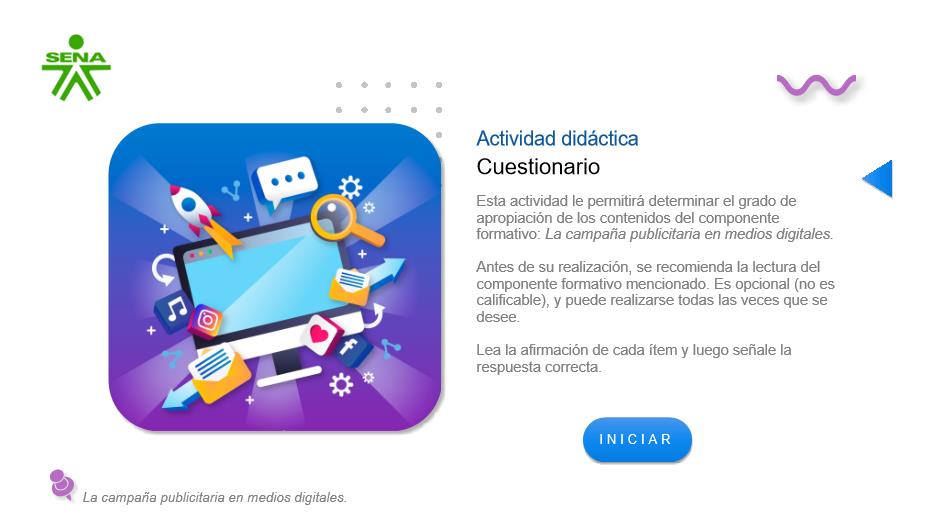 SENA
Actividad didáctica
Cuestionario
Esta actividad le permitirá determinar el grado de
apropiación de los contenidos del componente
formativo: La campaña publicitaria en medios digitales.
Antes de su realización, se recomienda la lectura del
componente formativo mencionado. Es opcional (no es
calificable), y puede realizarse todas las veces que se
desee.
Lea la afirmación de cada ítem y luego señale la
respuesta correcta.
INICIAR
La campaña publicitaria en medios digitales.